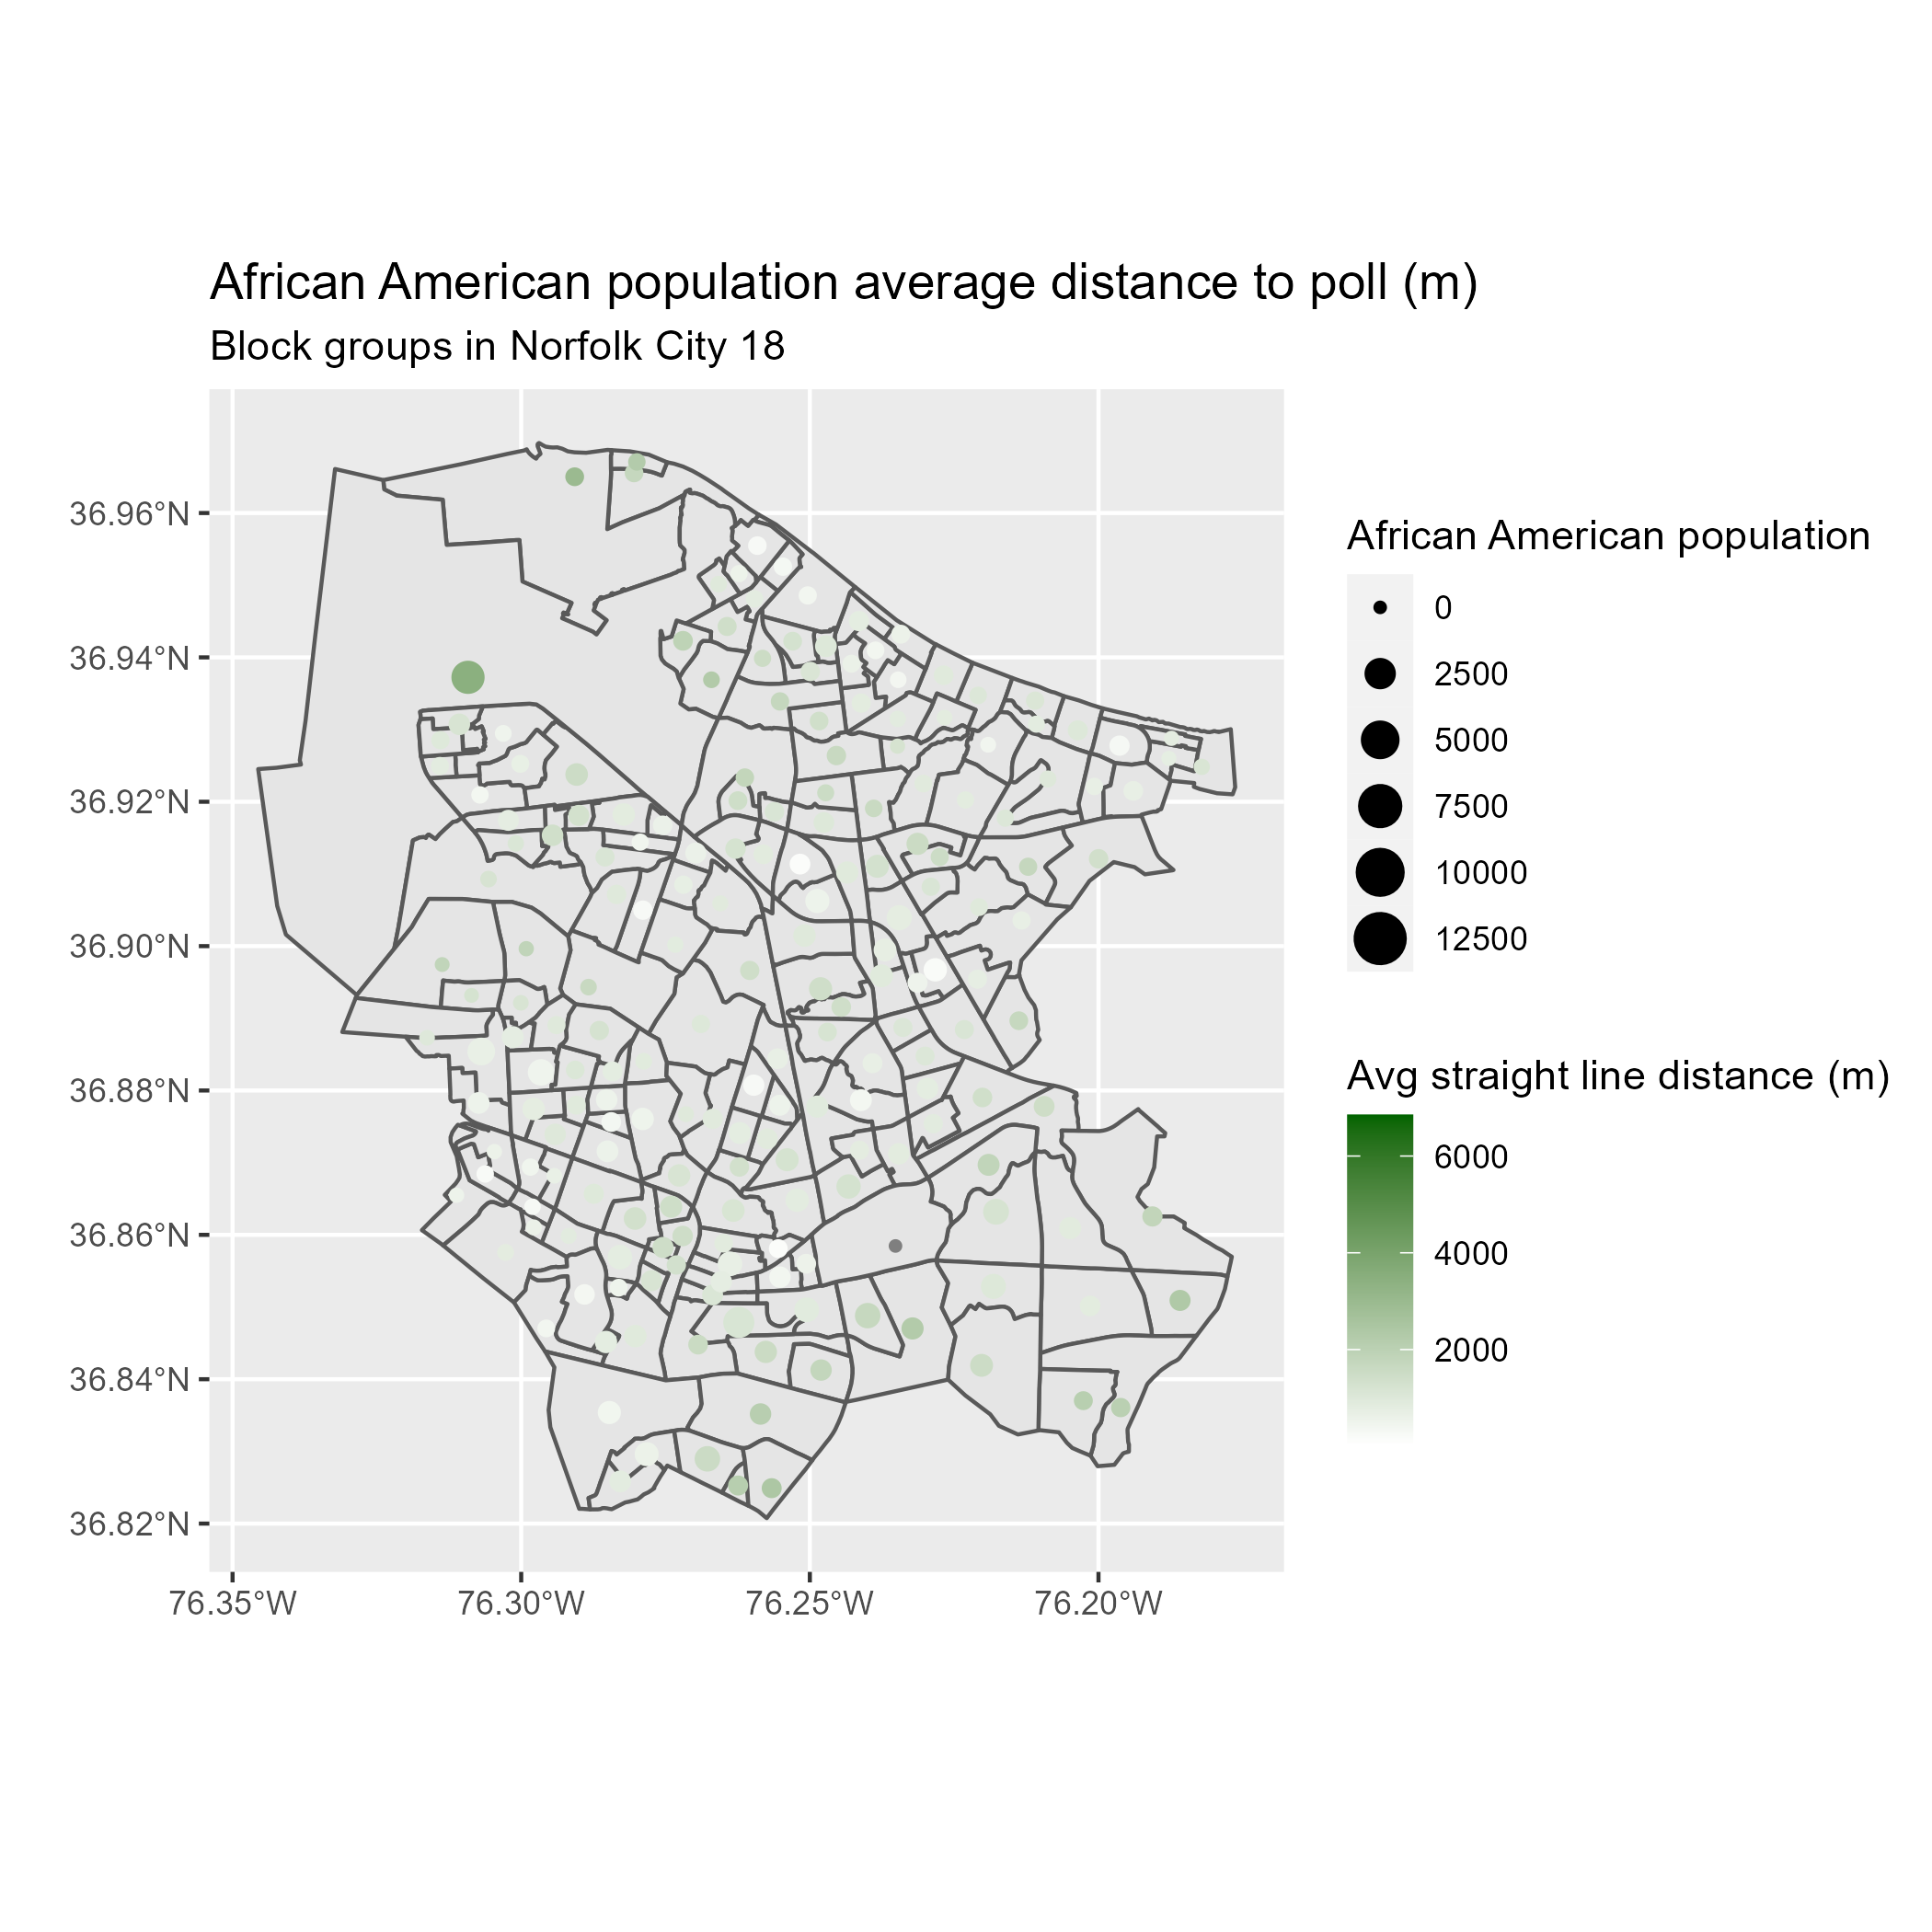 African American population average distance to poll (m)
Block groups in Norfolk City 18
36.96°N
36.94°N
36.92°N
36.90°N
36.88°N
36.86°N
36.84°N
36.82°N
76.35°W
76.30°W
76.25°W
76.20°W
African American population
0
2500
5000
7500
10000
12500
Avg straight line distance (m)
6000
4000
2000